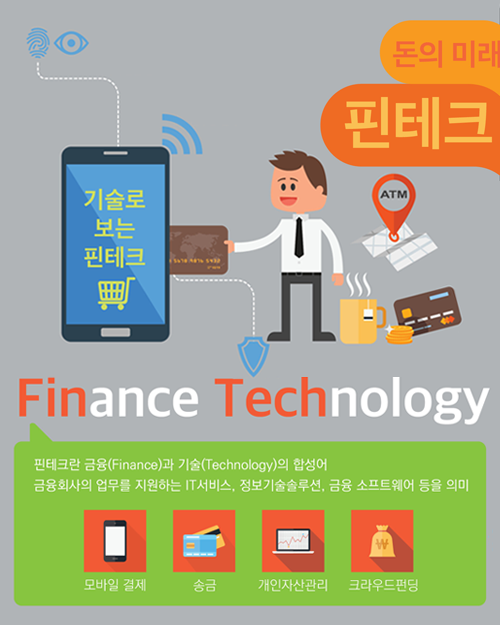 돈의 미래
핀테크
기술로
보는
핀테크
ATM
Finance Technology
핀테크란 금융(Finance)과 기술(Technology)의 합성어
금융회사의 업무를 지원하는 IT서비스, 정보기술솔루션, 금융 소프트웨어 등을 의미
모바일 결제
송금
개인자산관리
크라우드펀딩